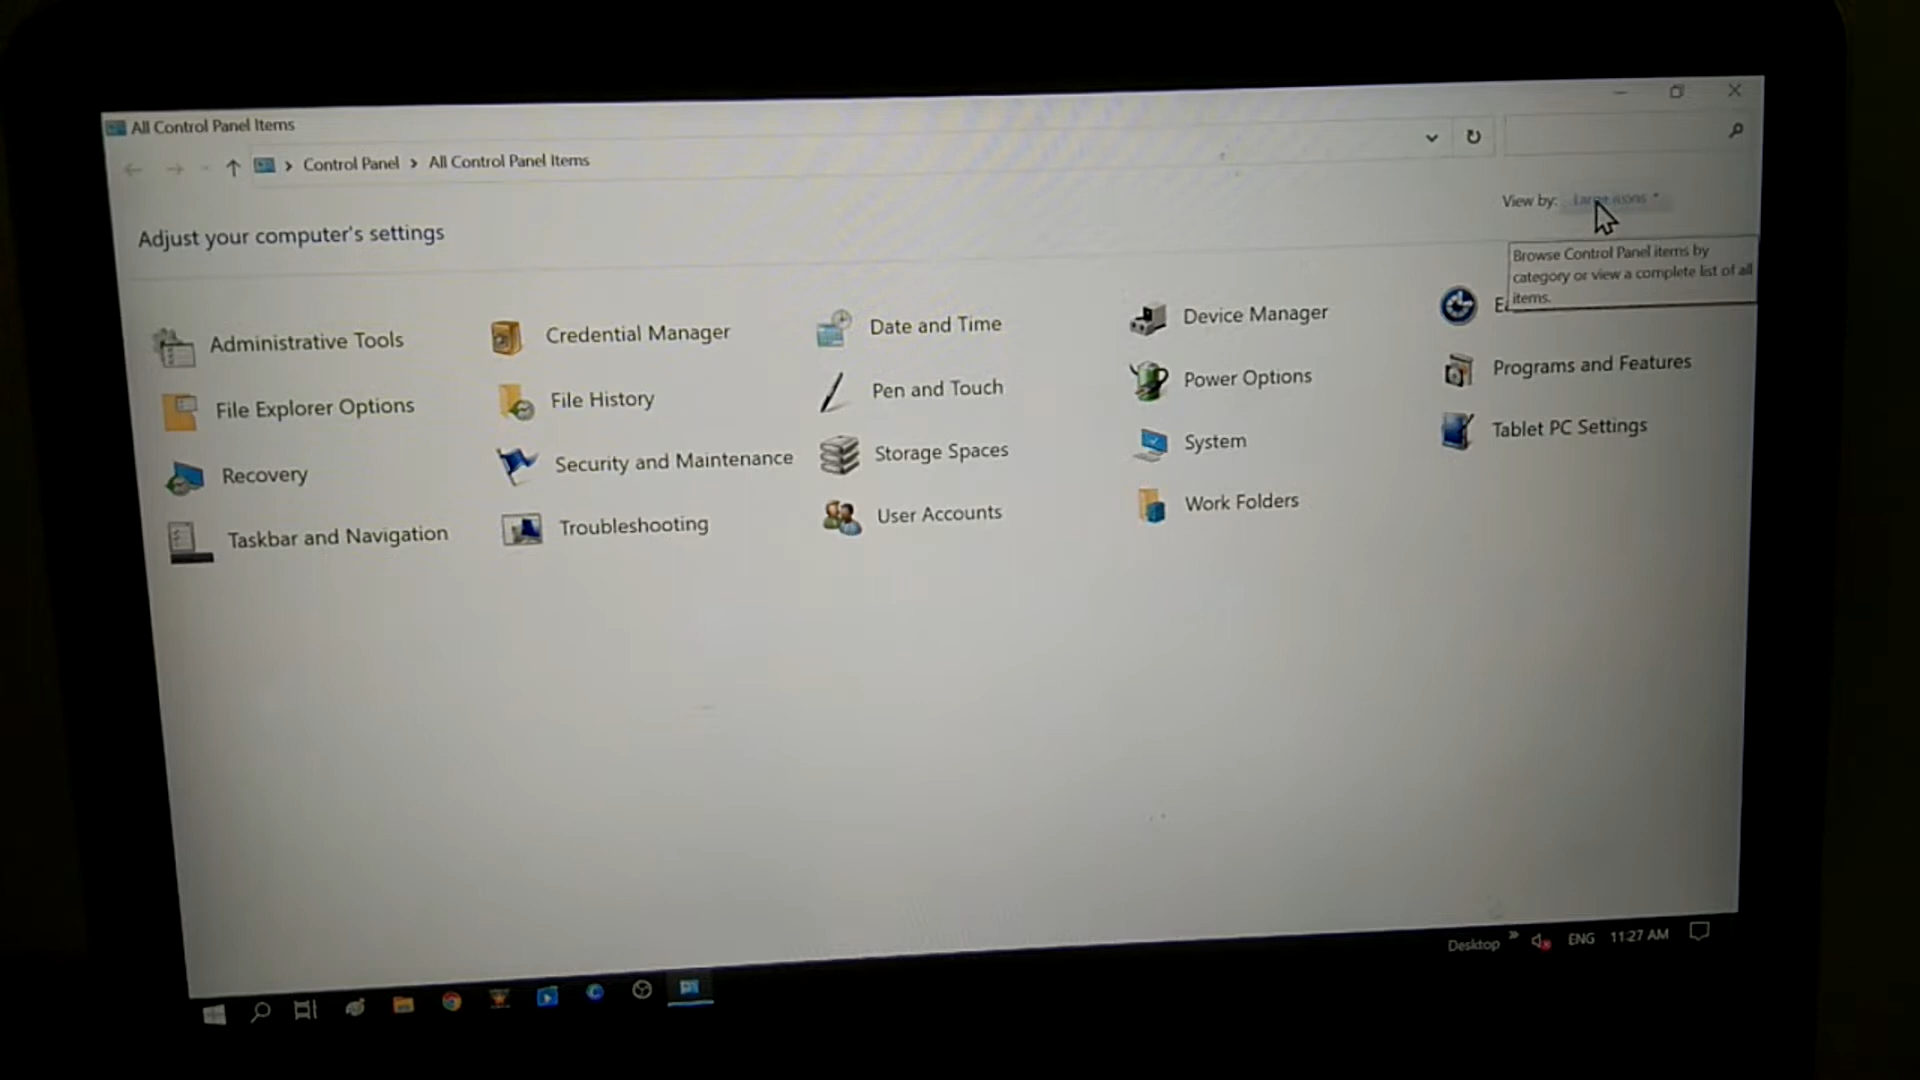 All Control Panel Items
Control Panel > All Control Panel Items
View by: Large icons
Adjust your computer's settings
Browse Control Panel items by
category or view a complete list of all
items.
Administrative Tools
Credential Manager
Date and Time
Device Manager
File Explorer Options
File History
Pen and Touch
Power Options
Programs and Features
Recovery
Security and Maintenance
Storage Spaces
System
Tablet PC Settings
Taskbar and Navigation
Troubleshooting
User Accounts
Work Folders
Desktop » ENG 11:27 AM